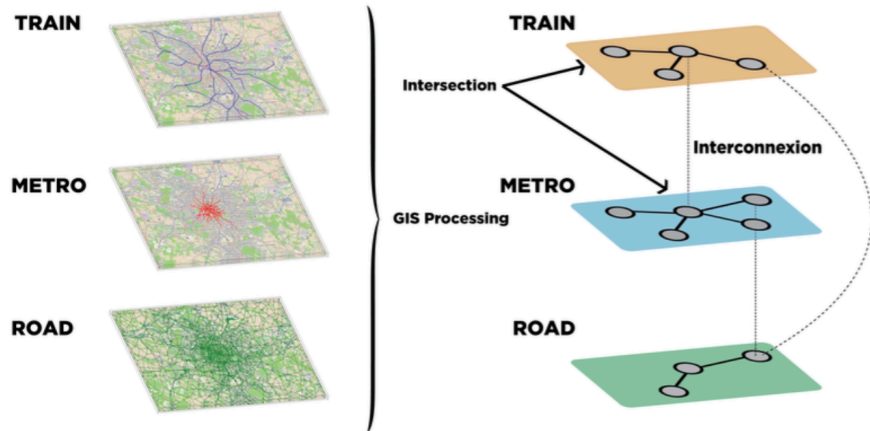 TRAIN
METRO
ROAD
GIS Processing
TRAIN
Intersection
Interconnexion
METRO
ROAD